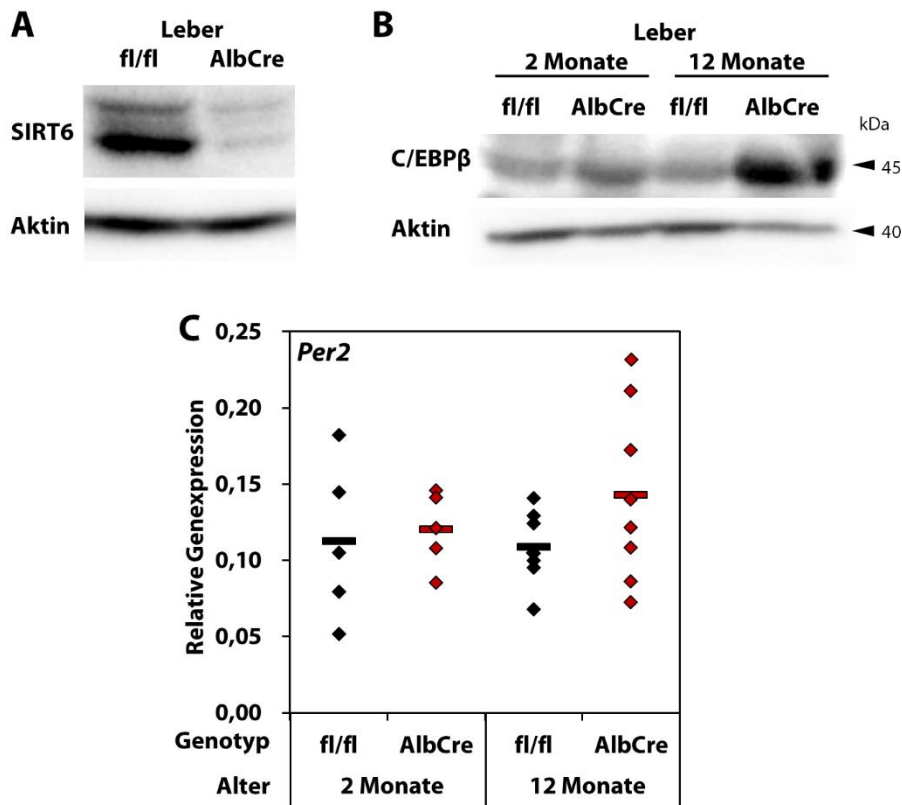 A
Leber
fl/fl AlbCre
SIRT6
Aktin
B
Leber
2 Monate 12 Monate
fl/fl AlbCre fl/fl AlbCre
kDa
C/EBPβ
45
Aktin
40
C
Per2
Relative Genexpression
0,25
0,20
0,15
0,10
0,05
0,00
Genotyp fl/fl AlbCre fl/fl AlbCre
Alter 2 Monate 12 Monate